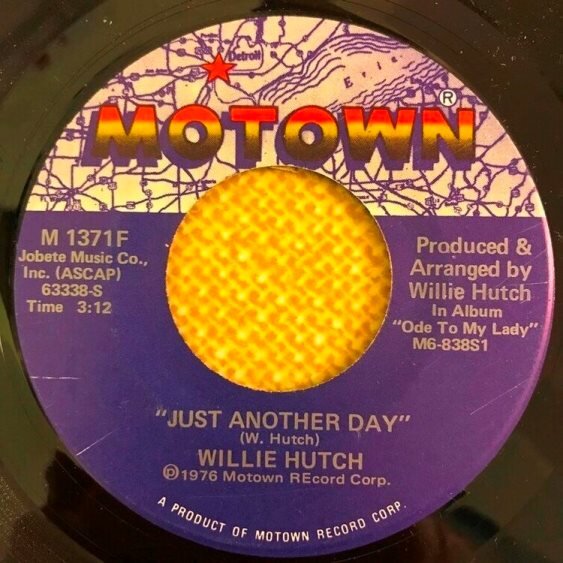 Detroit
ERIE
MOTOWN®
M 1371F
Jobete Music Co.,
Inc. (ASCAP)
63338-S
Time 3:12
Produced &
Arranged by
Willie Hutch
In Album
"Ode To My Lady"
M6-838S1
"JUST ANOTHER DAY"
(W. Hutch)
WILLIE HUTCH
℗1976 Motown REcord Corp.
A PRODUCT OF MOTOWN RECORD CORP.